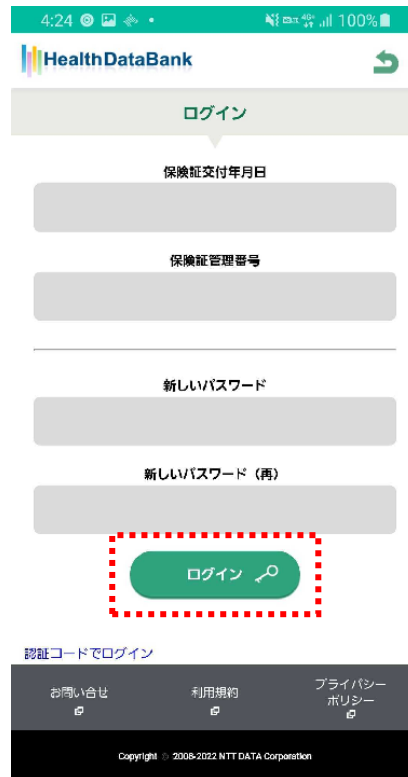 4:24 100%
HealthDataBank
ログイン
保険証交付年月日
保険証管理番号
新しいパスワード
新しいパスワード（再）
ログイン
認証コードでログイン
お問い合せ 利用規約 プライバシー
ポリシー
Copyright © 2008-2022 NTT DATA Corporation